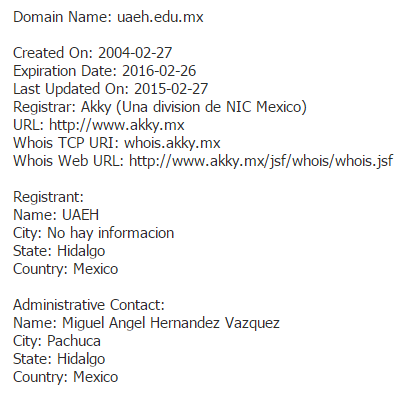 Domain Name: uaeh.edu.mx
Created On: 2004-02-27
Expiration Date: 2016-02-26
Last Updated On: 2015-02-27
Registrar: Akky (Una division de NIC Mexico)
URL: http://www.akky.mx
Whois TCP URI: whois.akky.mx
Whois Web URL: http://www.akky.mx/jsf/whois/whois.jsf
Registrant:
Name: UAEH
City: No hay informacion
State: Hidalgo
Country: Mexico
Administrative Contact:
Name: Miguel Angel Hernandez Vazquez
City: Pachuca
State: Hidalgo
Country: Mexico